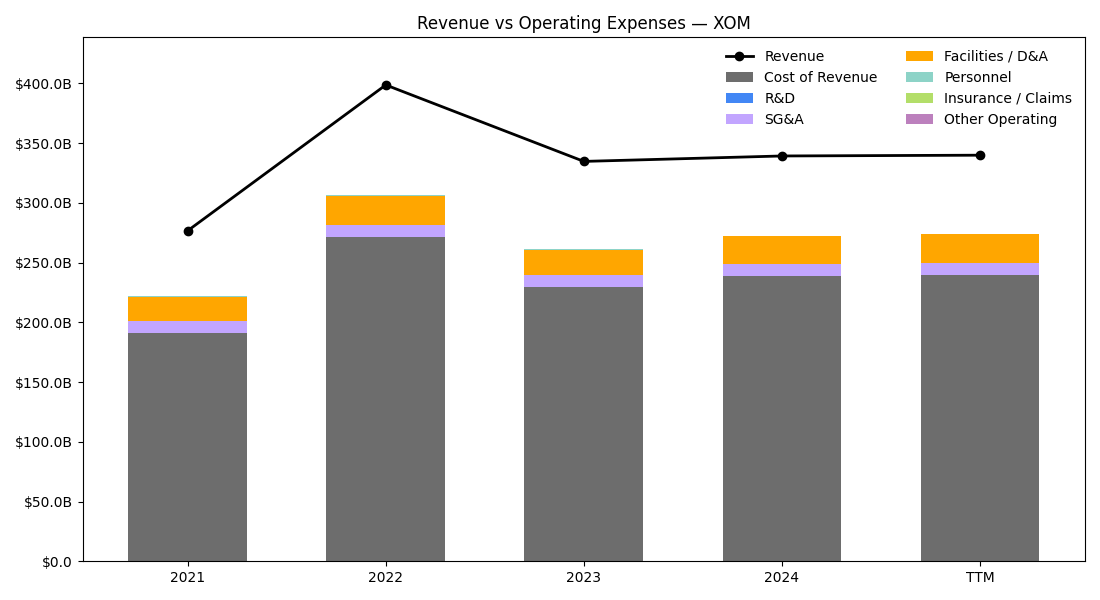 Revenue vs Operating Expenses — XOM
Revenue
Cost of Revenue
R&D
SG&A
Facilities / D&A
Personnel
Insurance / Claims
Other Operating
$400.0B
$350.0B
$300.0B
$250.0B
$200.0B
$150.0B
$100.0B
$50.0B
$0.0
2021 2022 2023 2024 TTM